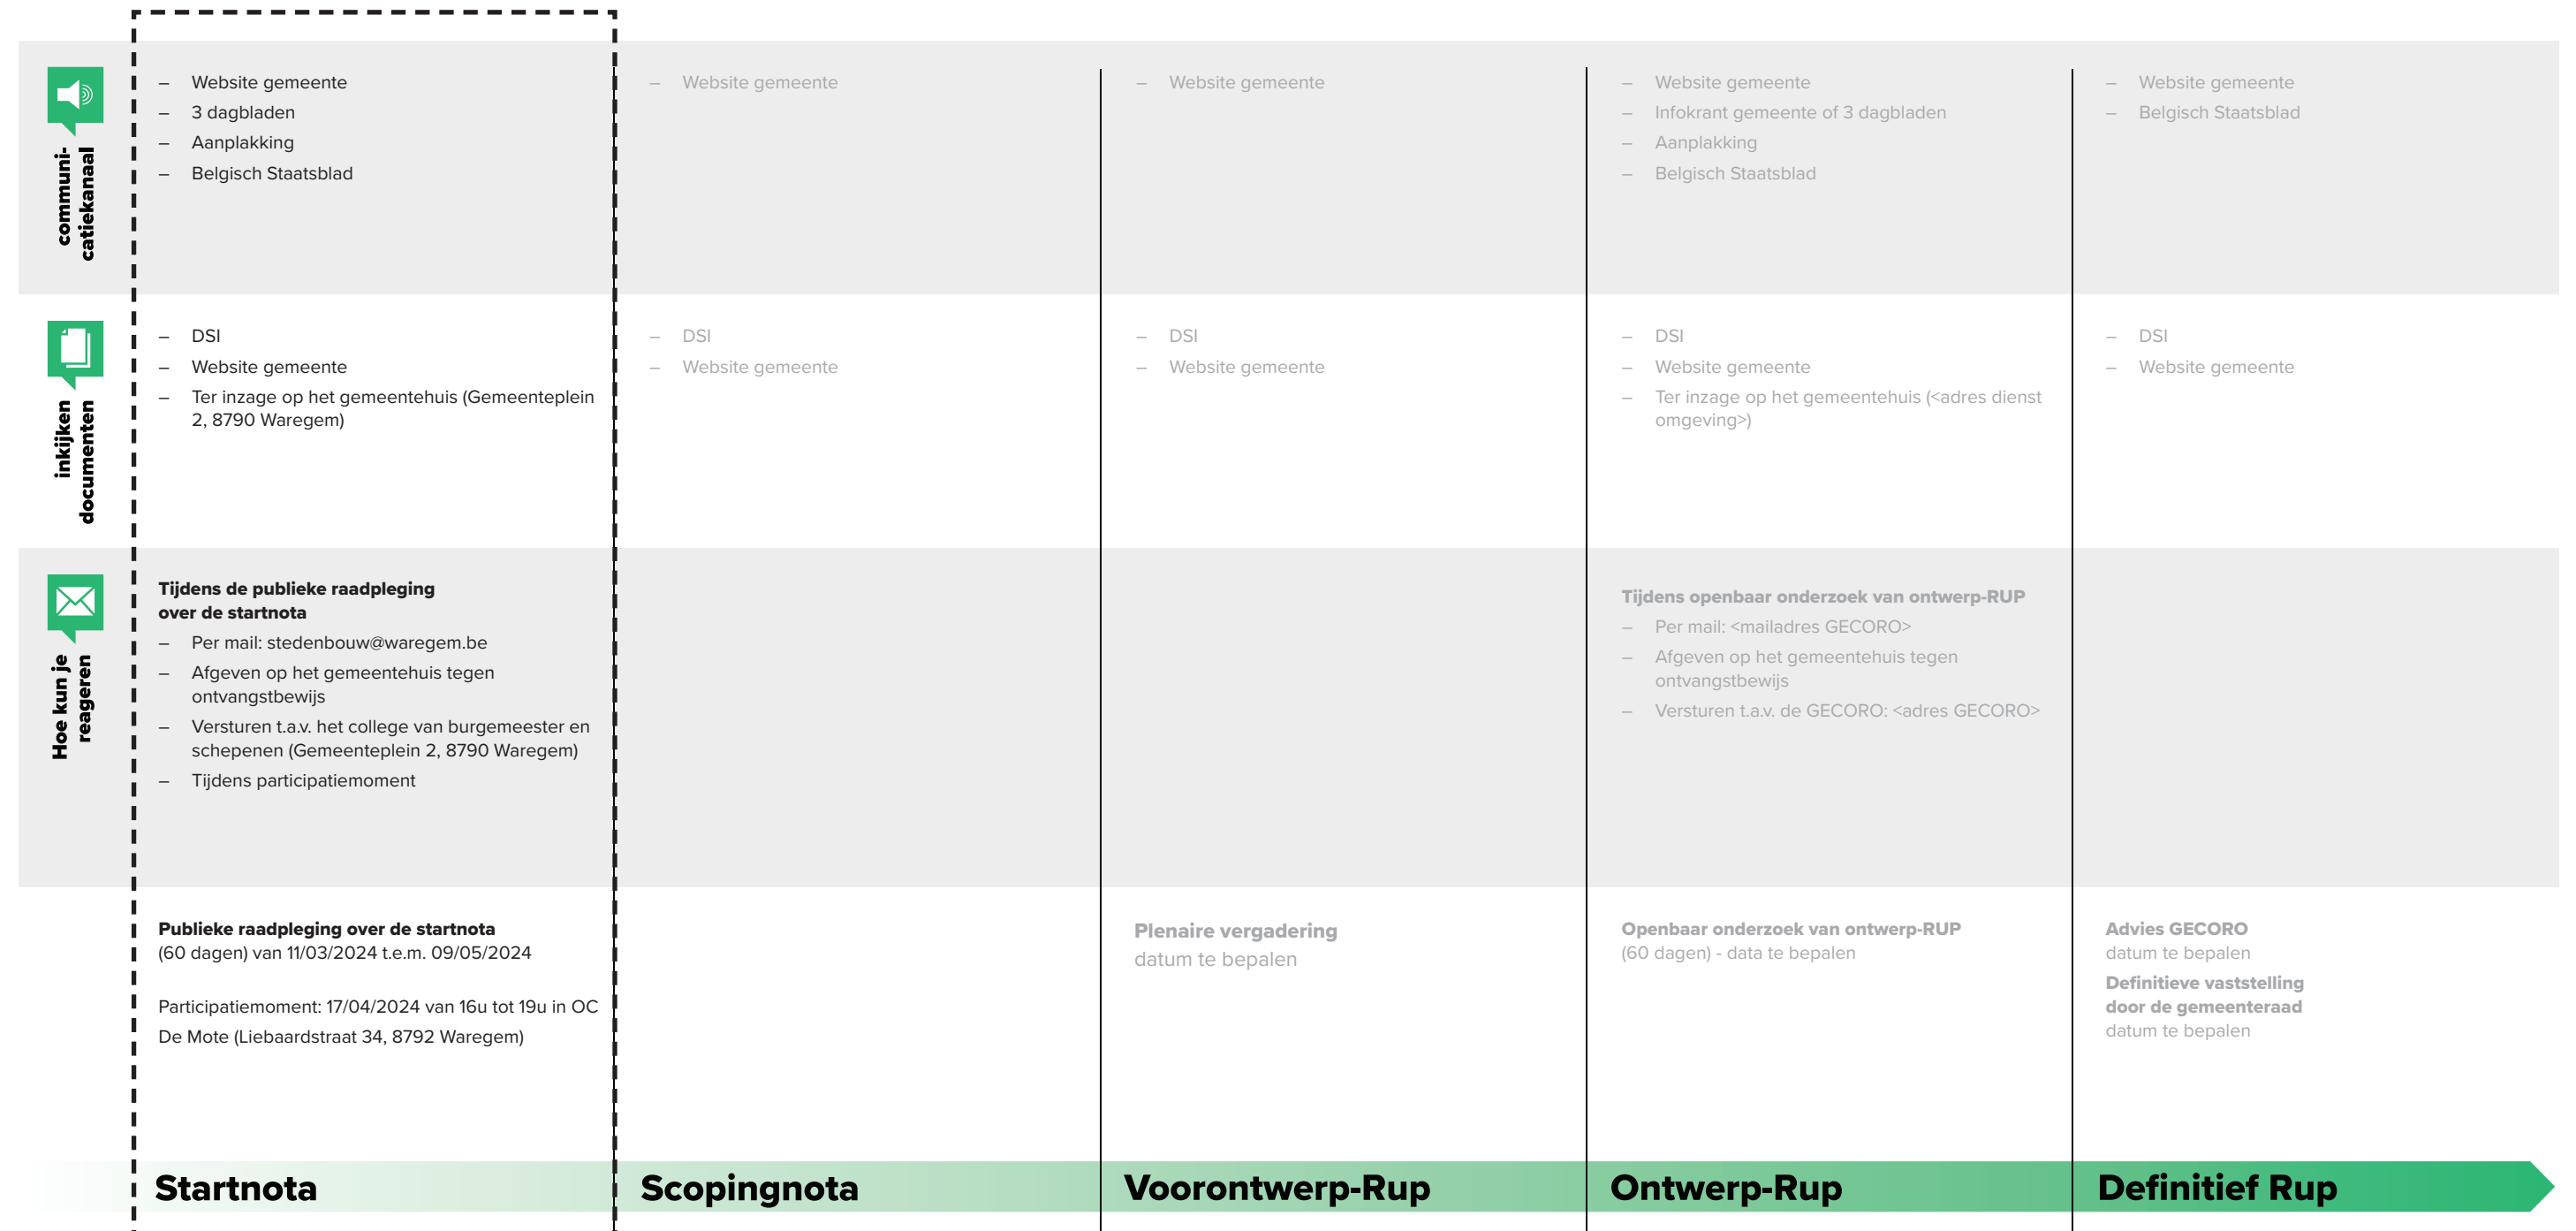 communi-
catiekanaal
– Website gemeente
– 3 dagbladen
– Aanplakking
– Belgisch Staatsblad
– Website gemeente
– Website gemeente
– Website gemeente
– Infokrant gemeente of 3 dagbladen
– Aanplakking
– Belgisch Staatsblad
– Website gemeente
– Belgisch Staatsblad
inkijken
documenten
– DSI
– Website gemeente
– Ter inzage op het gemeentehuis (Gemeenteplein
2, 8790 Waregem)
– DSI
– Website gemeente
– DSI
– Website gemeente
– DSI
– Website gemeente
– Ter inzage op het gemeentehuis (<adres dienst
omgeving>)
– DSI
– Website gemeente
Hoe kun je
reageren
Tijdens de publieke raadpleging
over de startnota
– Per mail: stedenbouw@waregem.be
– Afgeven op het gemeentehuis tegen
ontvangstbewijs
– Versturen t.a.v. het college van burgemeester en
schepenen (Gemeenteplein 2, 8790 Waregem)
– Tijdens participatiemoment
Tijdens openbaar onderzoek van ontwerp-RUP
– Per mail: <mailadres GECORO>
– Afgeven op het gemeentehuis tegen
ontvangstbewijs
– Versturen t.a.v. de GECORO: <adres GECORO>
Publieke raadpleging over de startnota
(60 dagen) van 11/03/2024 t.e.m. 09/05/2024
Participatiemoment: 17/04/2024 van 16u tot 19u in OC
De Mote (Liebaardstraat 34, 8792 Waregem)
Plenaire vergadering
datum te bepalen
Openbaar onderzoek van ontwerp-RUP
(60 dagen) - data te bepalen
Advies GECORO
datum te bepalen
Definitieve vaststelling
door de gemeenteraad
datum te bepalen
Startnota
Scopingnota
Voorontwerp-Rup
Ontwerp-Rup
Definitief Rup